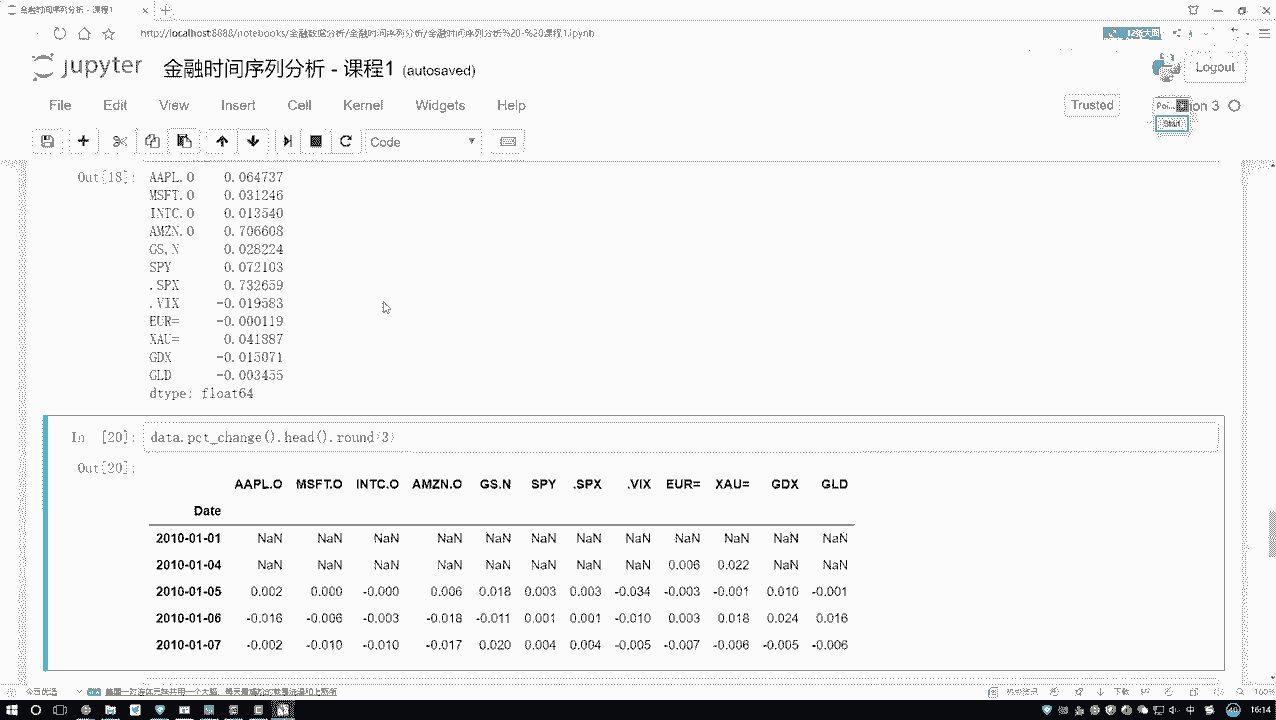 金融时间序列分析 - 课程1
http://localhost:8888/notebooks/金融数据分析/金融时间序列分析/金融时间序列分析%20-%20课程1.ipynb
jupyter 金融时间序列分析 - 课程1 (autosaved)
Logout
File Edit View Insert Cell Kernel Widgets Help
Trusted
Start
Code
Out[18]: AAPL.O 0.064737
MSFT.O 0.031246
INTC.O 0.013540
AMZN.O 0.706608
GS.N 0.028224
SPY 0.072103
.SPX 0.732659
.VIX -0.019583
EUR= -0.000119
XAU= 0.041887
GDX -0.015071
GLD -0.003455
dtype: float64
In [20]: data.pct_change().head().round(3)
Out[20]:
AAPL.O MSFT.O INTC.O AMZN.O GS.N SPY .SPX .VIX EUR= XAU= GDX GLD
Date
2010-01-01 NaN NaN NaN NaN NaN NaN NaN NaN NaN NaN NaN NaN
2010-01-04 NaN NaN NaN NaN NaN NaN NaN NaN 0.006 0.022 NaN NaN
2010-01-05 0.002 0.000 -0.000 0.006 0.018 0.003 0.003 -0.034 -0.003 -0.001 0.010 -0.001
2010-01-06 -0.016 -0.006 -0.003 -0.018 -0.011 0.001 0.001 -0.010 0.003 0.018 0.024 0.016
2010-01-07 -0.002 -0.010 -0.010 -0.017 0.020 0.004 0.004 -0.005 -0.007 -0.006 -0.005 -0.006
下载
100%
中
16:14